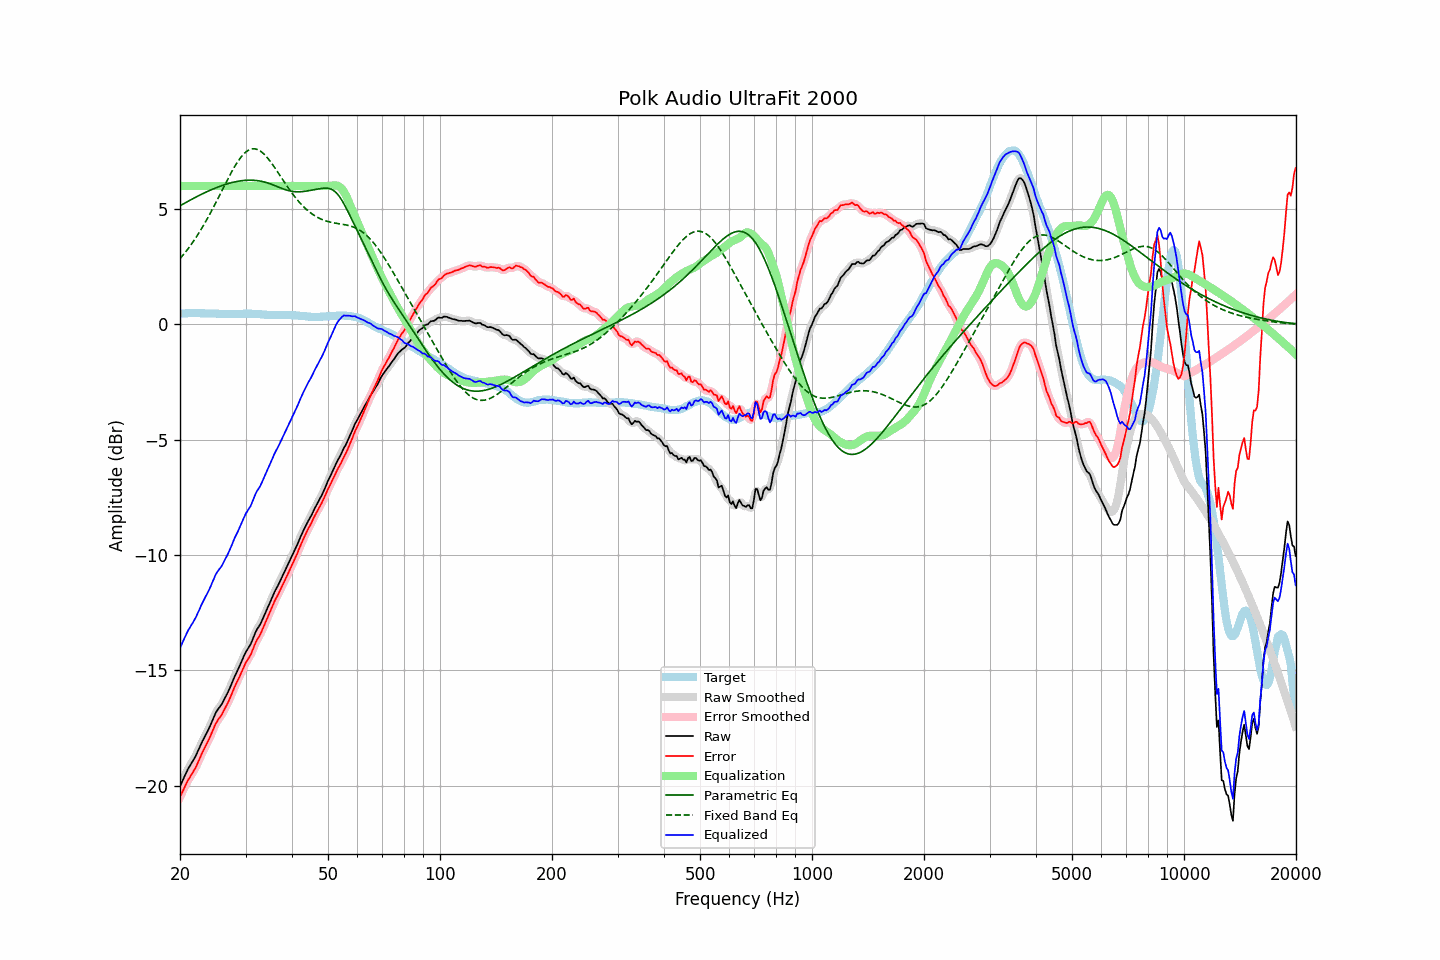 Polk Audio UltraFit 2000
Amplitude (dBr)
5
0
−5
−10
−15
−20
Target
Raw Smoothed
Error Smoothed
Raw
Error
Equalization
Parametric Eq
Fixed Band Eq
Equalized
20 50 100 200 500 1000 2000 5000 10000 20000
Frequency (Hz)